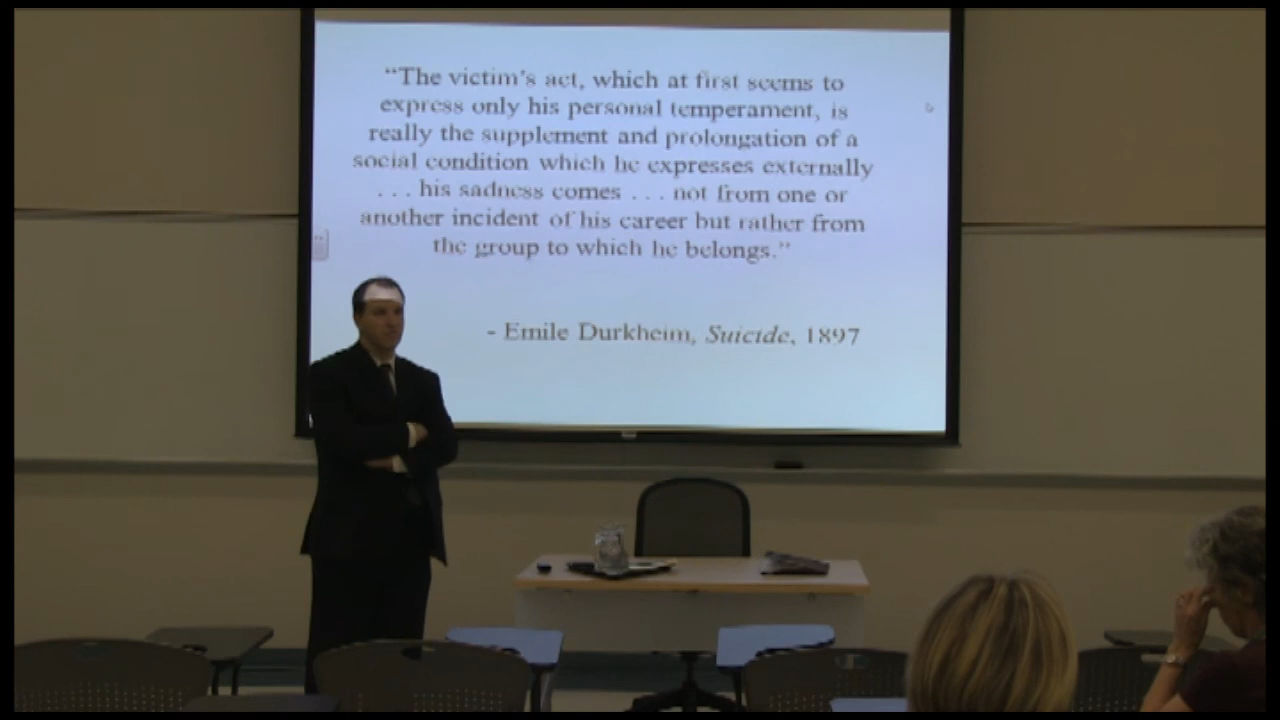 “The victim’s act, which at first seems to
express only his personal temperament, is
really the supplement and prolongation of a
social condition which he expresses externally
. . . his sadness comes . . . not from one or
another incident of his career but rather from
the group to which he belongs.”
- Emile Durkheim, Suicide, 1897